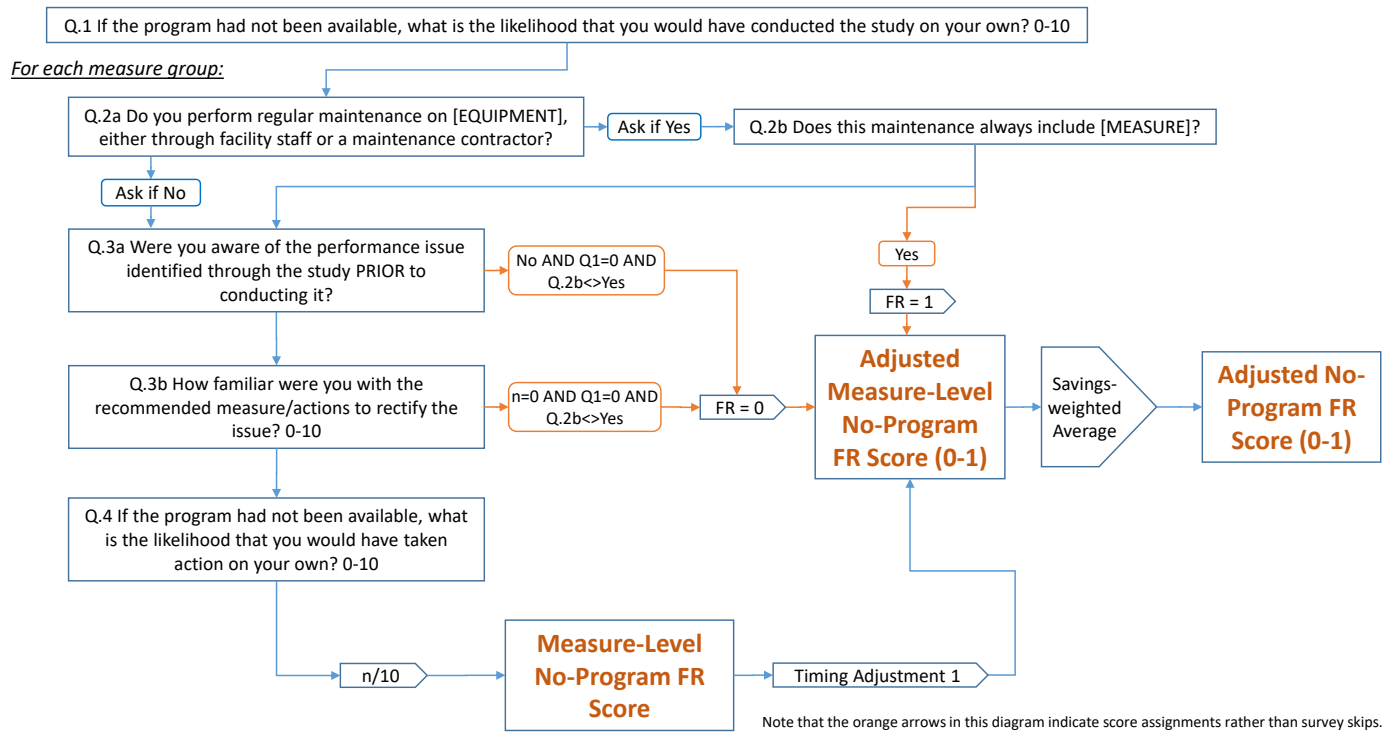 Q.1 If the program had not been available, what is the likelihood that you would have conducted the study on your own? 0-10
For each measure group:
Q.2a Do you perform regular maintenance on [EQUIPMENT],
either through facility staff or a maintenance contractor?
Ask if Yes
Q.2b Does this maintenance always include [MEASURE]?
Ask if No
Q.3a Were you aware of the performance issue
identified through the study PRIOR to
conducting it?
No AND Q1=0 AND
Q.2b<>Yes
Yes
FR = 1
Q.3b How familiar were you with the
recommended measure/actions to rectify the
issue? 0-10
n=0 AND Q1=0 AND
Q.2b<>Yes
FR = 0
Adjusted
Measure-Level
No-Program
FR Score (0-1)
Savings-
weighted
Average
Adjusted No-
Program FR
Score (0-1)
Q.4 If the program had not been available, what
is the likelihood that you would have taken
action on your own? 0-10
n/10
Measure-Level
No-Program FR
Score
Timing Adjustment 1
Note that the orange arrows in this diagram indicate score assignments rather than survey skips.